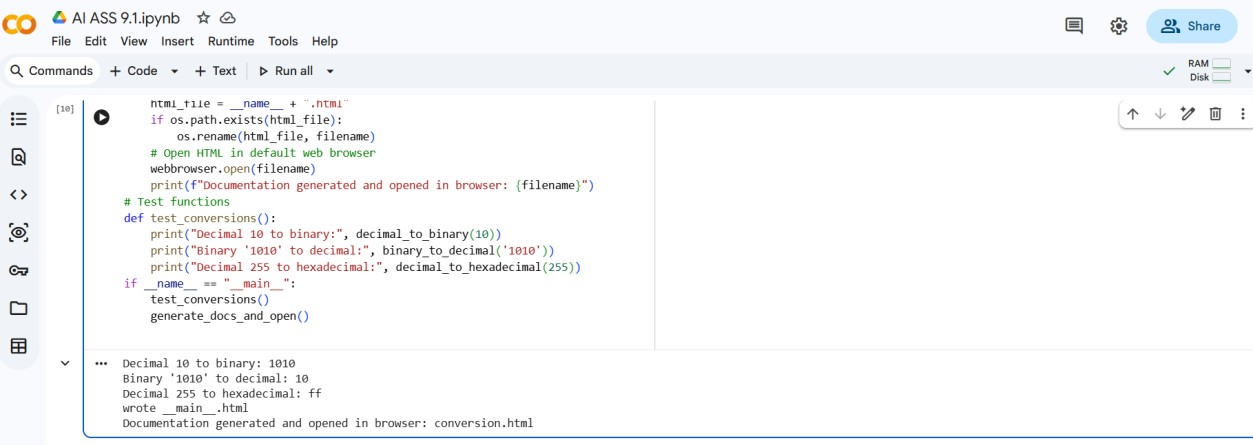 AI ASS 9.1.ipynb
File Edit View Insert Runtime Tools Help
Share
Commands + Code + Text Run all
RAM
Disk
[10]
html_file = __name__ + ".html"
if os.path.exists(html_file):
os.rename(html_file, filename)
# Open HTML in default web browser
webbrowser.open(filename)
print(f"Documentation generated and opened in browser: {filename}")
# Test functions
def test_conversions():
print("Decimal 10 to binary:", decimal_to_binary(10))
print("Binary '1010' to decimal:", binary_to_decimal('1010'))
print("Decimal 255 to hexadecimal:", decimal_to_hexadecimal(255))
if __name__ == "__main__":
test_conversions()
generate_docs_and_open()
Decimal 10 to binary: 1010
Binary '1010' to decimal: 10
Decimal 255 to hexadecimal: ff
wrote __main__.html
Documentation generated and opened in browser: conversion.html